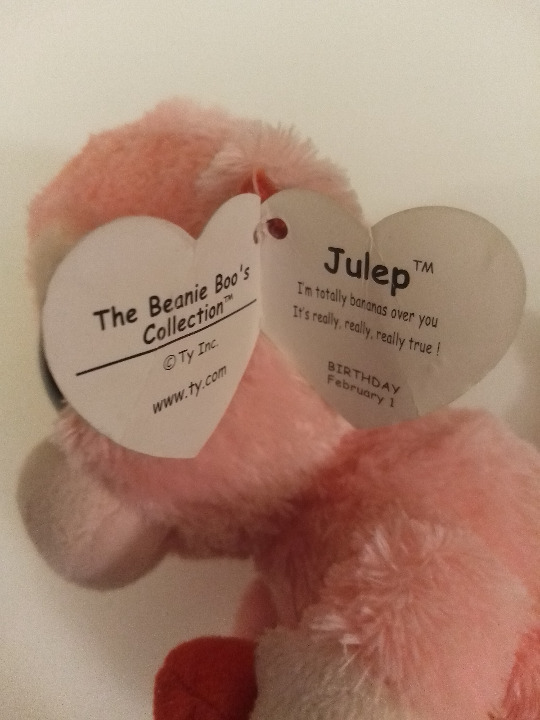 The Beanie Boo's
Collection™
© Ty Inc.
www.ty.com
Julep™
I'm totally bananas over you
It's really, really, really true !
BIRTHDAY
February 1